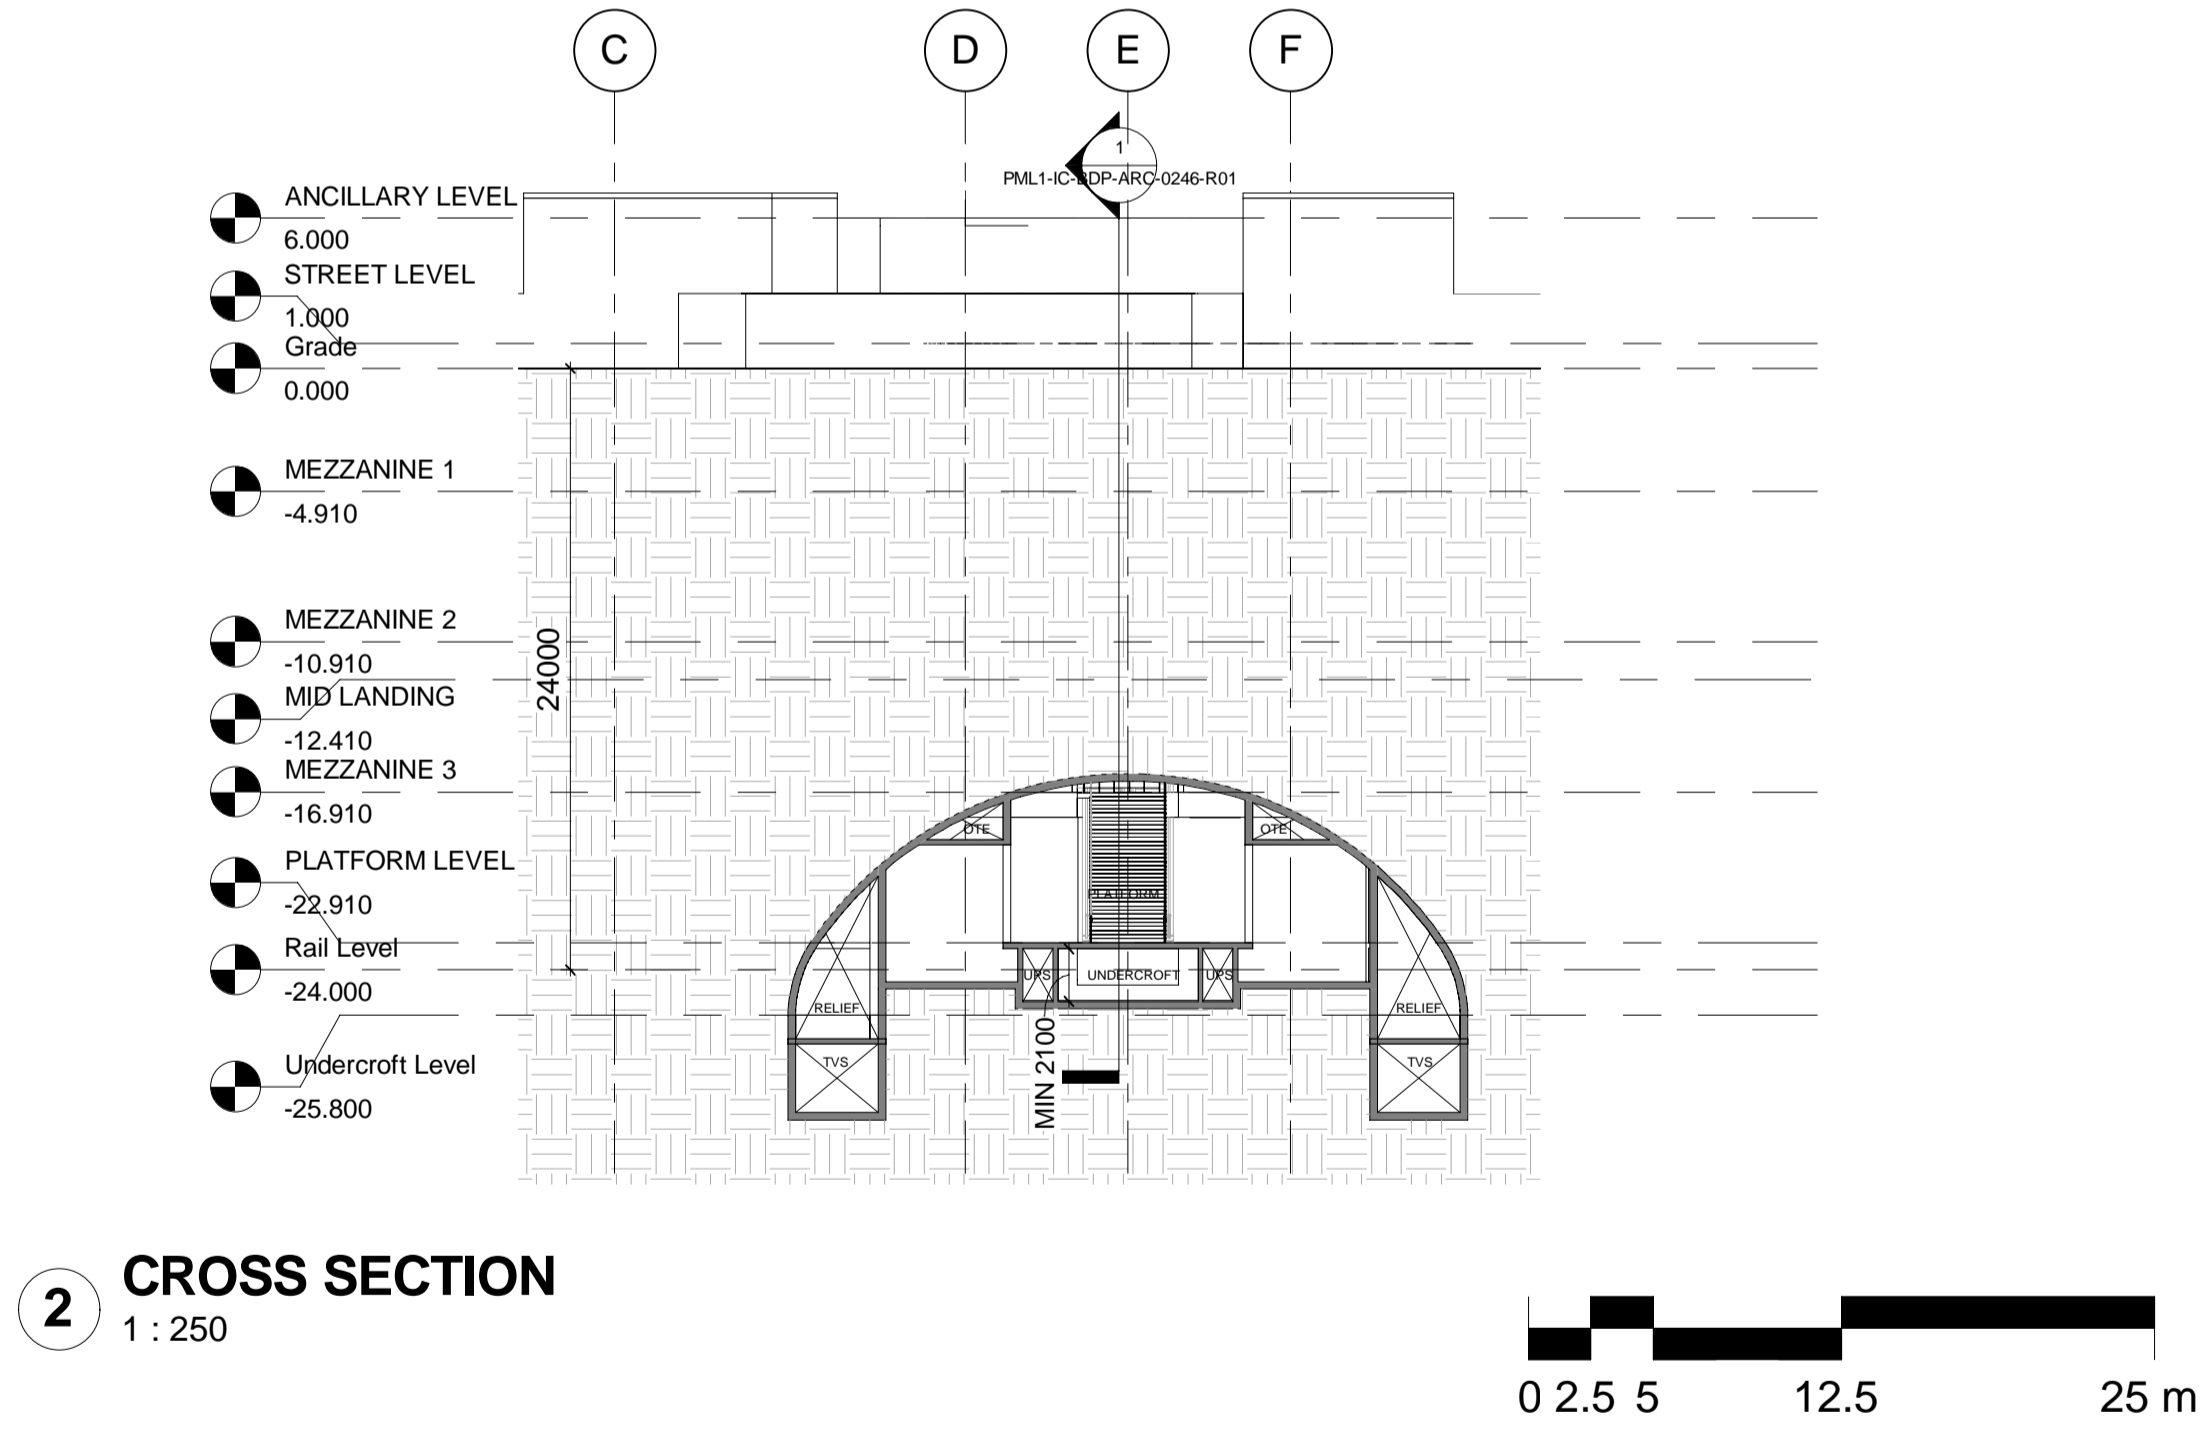 C D E F
1
PML1-IC-BDP-ARC-0246-R01
ANCILLARY LEVEL
6.000
STREET LEVEL
1.000
Grade
0.000
MEZZANINE 1
-4.910
MEZZANINE 2
-10.910
MID LANDING
-12.410
MEZZANINE 3
-16.910
PLATFORM LEVEL
-22.910
Rail Level
-24.000
Undercroft Level
-25.800
24000
OTE OTE
PLATFORM
UPS UNDERCROFT UPS
RELIEF RELIEF
TVS TVS
MIN 2100
2 CROSS SECTION
1 : 250
0 2.5 5 12.5 25 m